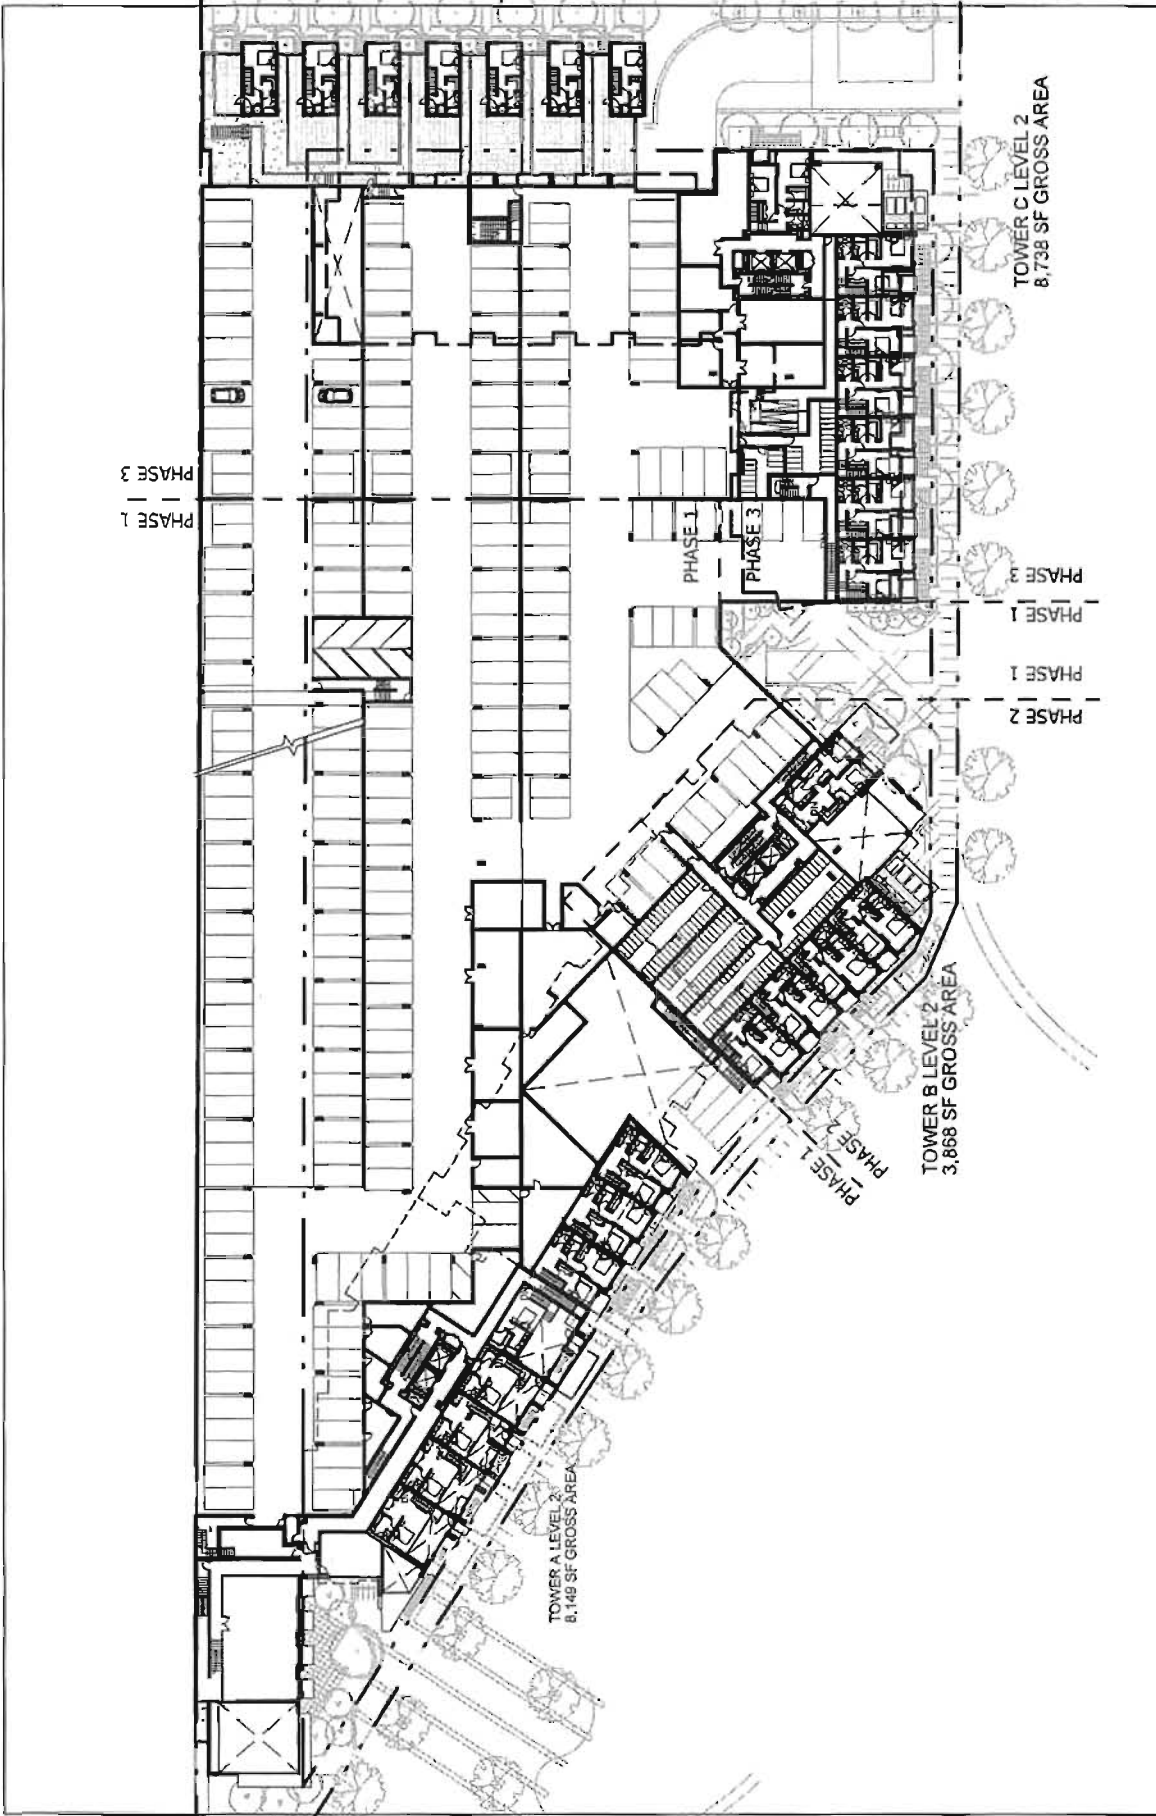 TOWER C LEVEL 2
8,738 SF GROSS AREA
PHASE 3
PHASE 1
PHASE 1
PHASE 3
PHASE 3
PHASE 1
PHASE 1
PHASE 2
TOWER B LEVEL 2
3,868 SF GROSS AREA
PHASE 2
PHASE 1
TOWER A LEVEL 2
8,149 SF GROSS AREA